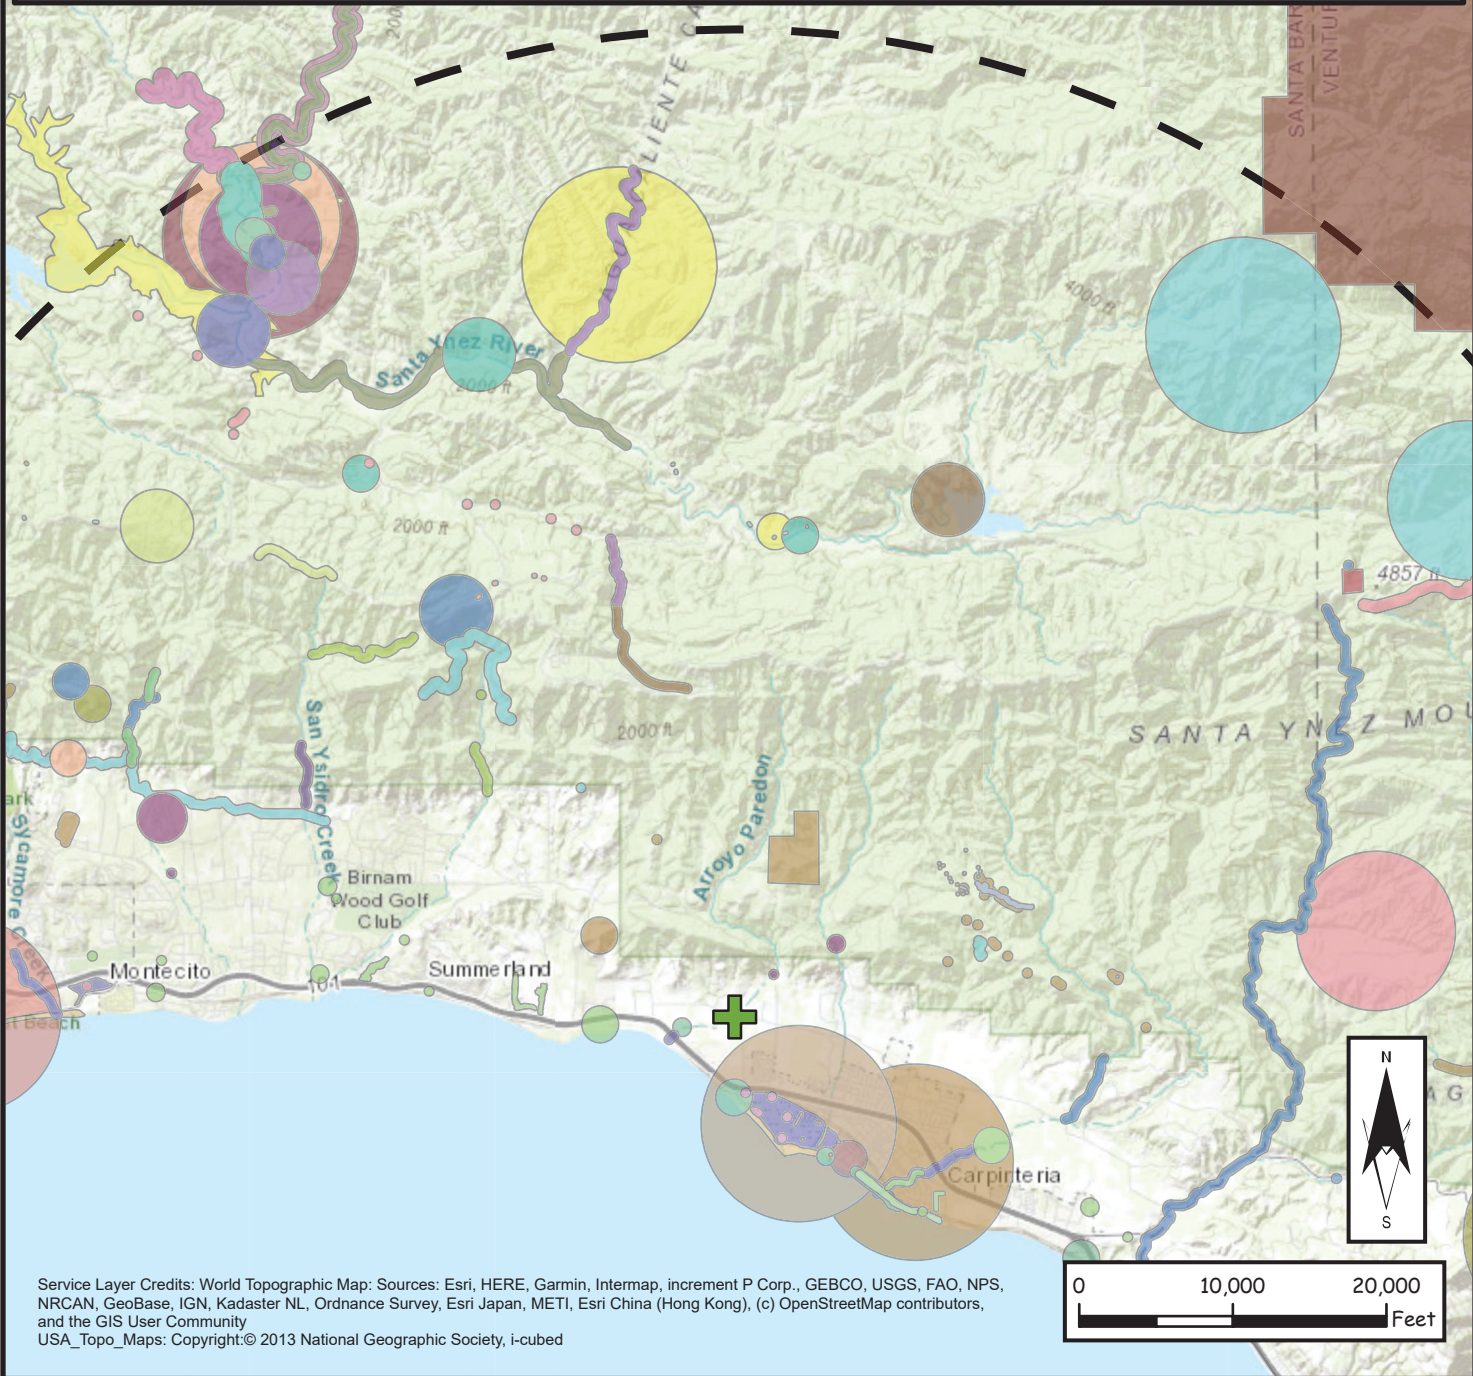 SANTA BAR
VENTUR
LIENTE CA
AGU
4000 ft
Santa Ynez River
2000 ft
2000 ft
4857 ft
2000 ft
SANTA YNEZ MOU
San Ysidro Creek
Arroyo Paredon
ark
Sycamore Creek
Birnam
Wood Golf
Club
Montecito
101
Summerland
st Beach
Carpinteria
AG
N
S
0 10,000 20,000
Feet
Service Layer Credits: World Topographic Map: Sources: Esri, HERE, Garmin, Intermap, increment P Corp., GEBCO, USGS, FAO, NPS,
NRCAN, GeoBase, IGN, Kadaster NL, Ordnance Survey, Esri Japan, METI, Esri China (Hong Kong), (c) OpenStreetMap contributors,
and the GIS User Community
USA_Topo_Maps: Copyright:© 2013 National Geographic Society, i-cubed